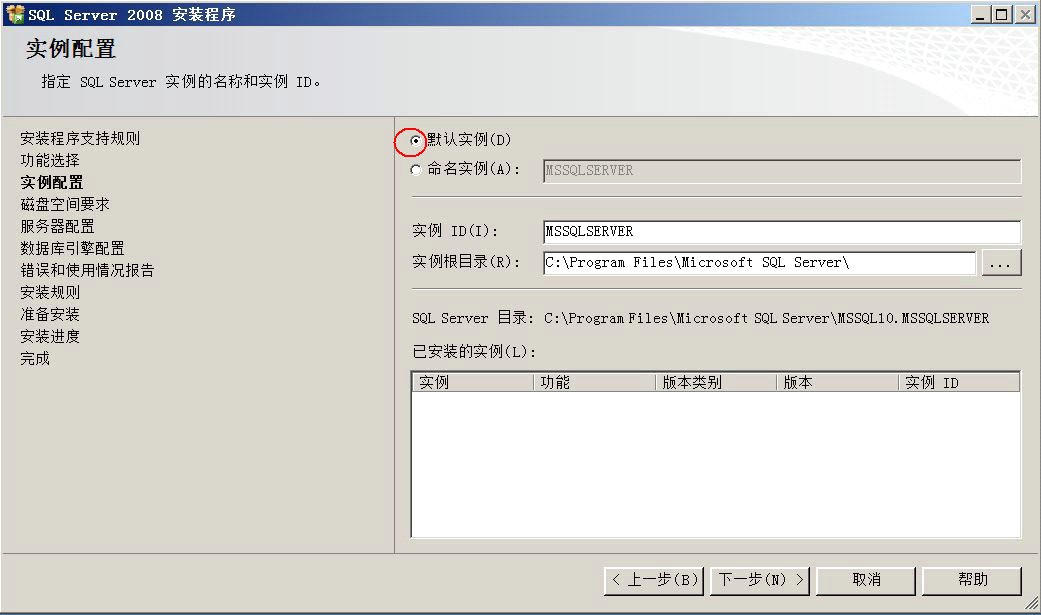 SQL Server 2008 安装程序
实例配置
指定 SQL Server 实例的名称和实例 ID。
安装程序支持规则
功能选择
实例配置
磁盘空间要求
服务器配置
数据库引擎配置
错误和使用情况报告
安装规则
准备安装
安装进度
完成
默认实例(D)
命名实例(A): MSSQLSERVER
实例 ID(I): MSSQLSERVER
实例根目录(R): C:\Program Files\Microsoft SQL Server\ ...
SQL Server 目录: C:\Program Files\Microsoft SQL Server\MSSQL10.MSSQLSERVER
已安装的实例(L):
实例 功能 版本类别 版本 实例 ID
< 上一步(B) 下一步(N) > 取消 帮助